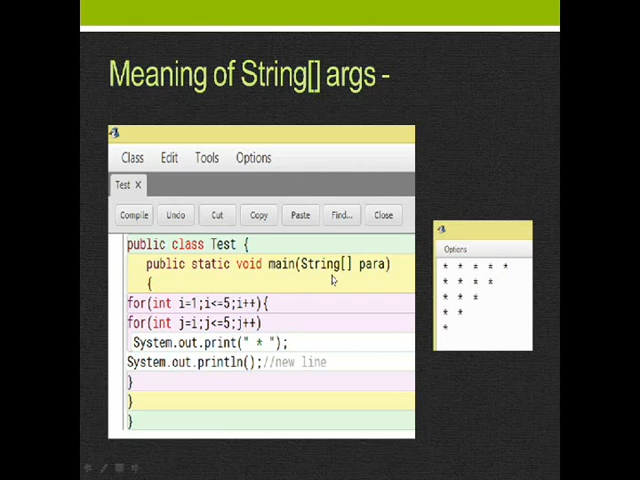 Meaning of String[] args -
Class Edit Tools Options
Test X
Compile Undo Cut Copy Paste Find... Close
public class Test {
public static void main(String[] para)
{
for(int i=1;i<=5;i++){
for(int j=i;j<=5;j++)
System.out.print(" * ");
System.out.println();//new line
}
}
}
Options
* * * * *
* * * *
* * *
* *
*